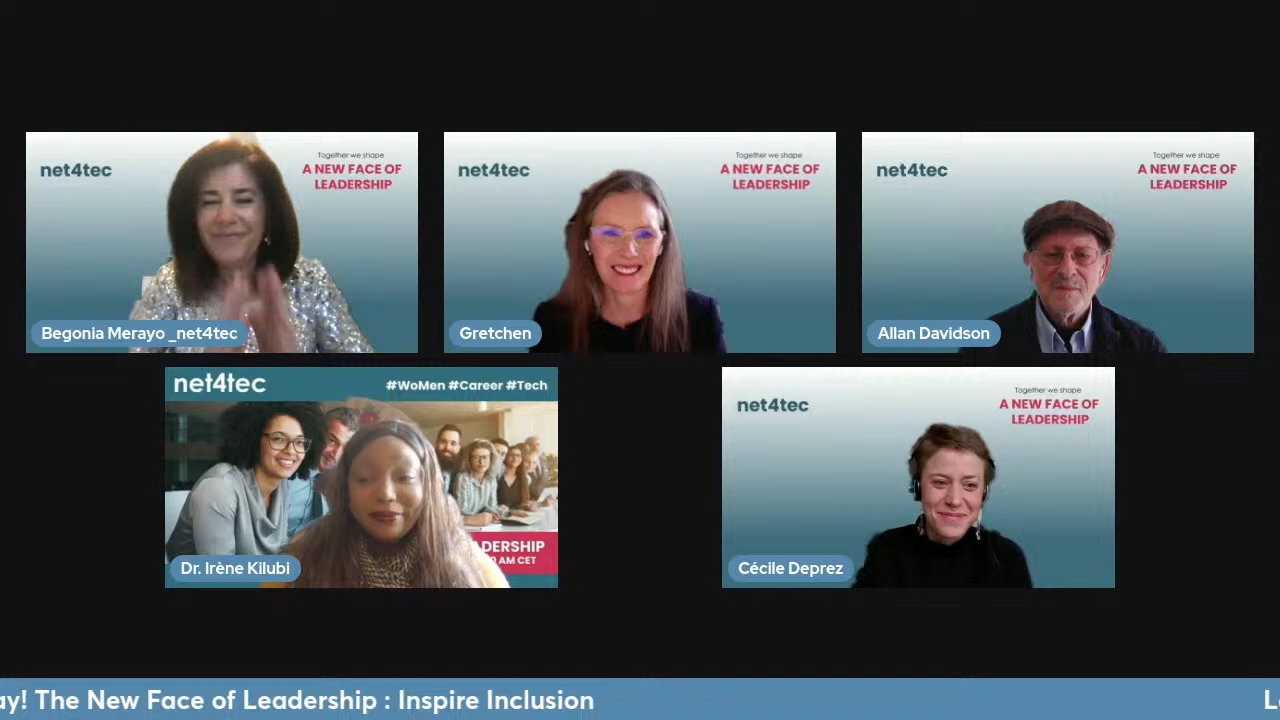 net4tec
Together we shape
A NEW FACE OF
LEADERSHIP
Begonia Merayo _net4tec
net4tec
Together we shape
A NEW FACE OF
LEADERSHIP
Gretchen
net4tec
Together we shape
A NEW FACE OF
LEADERSHIP
Allan Davidson
net4tec
#WoMen #Career #Tech
ADERSHIP
AM CET
Dr. Irène Kilubi
net4tec
Together we shape
A NEW FACE OF
LEADERSHIP
Cécile Deprez
ay! The New Face of Leadership : Inspire Inclusion